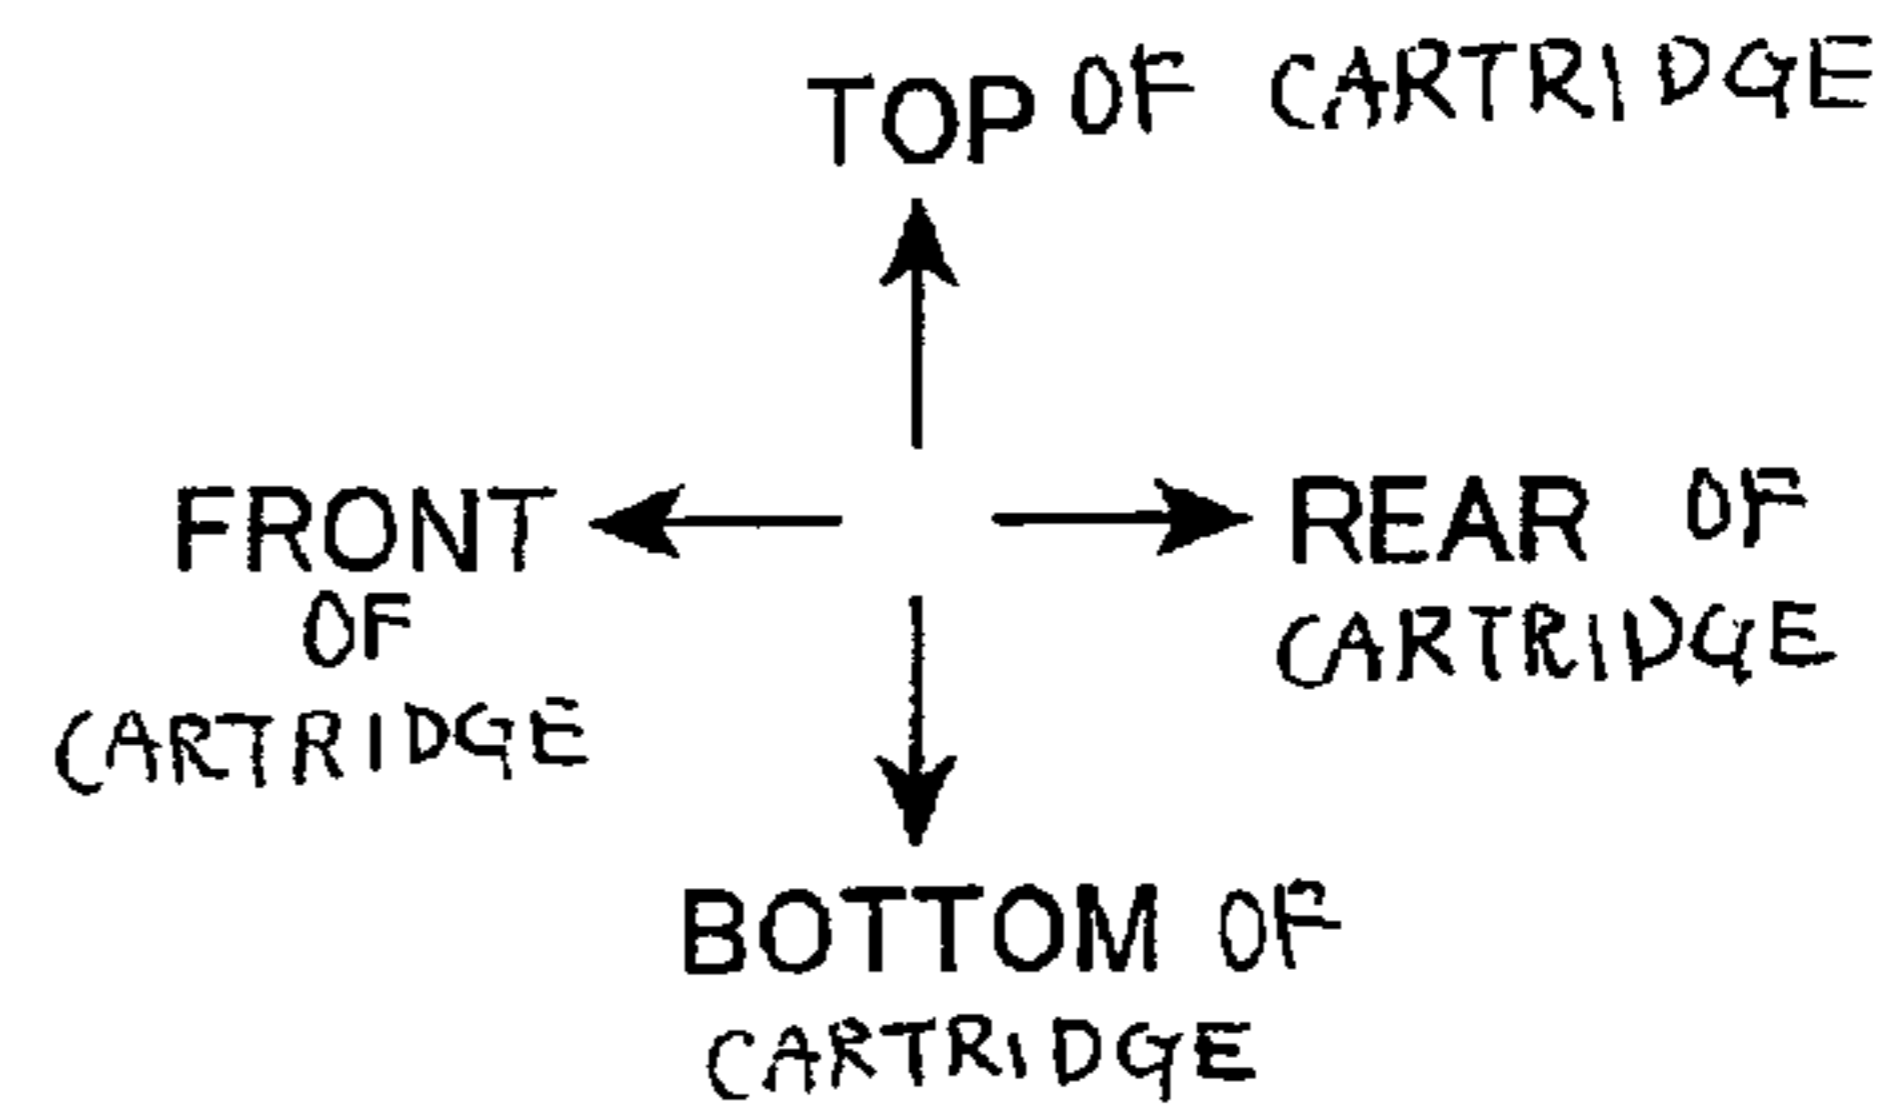 TOP OF CARTRIDGE
FRONT
OF
CARTRIDGE
REAR OF
CARTRIDGE
BOTTOM OF
CARTRIDGE